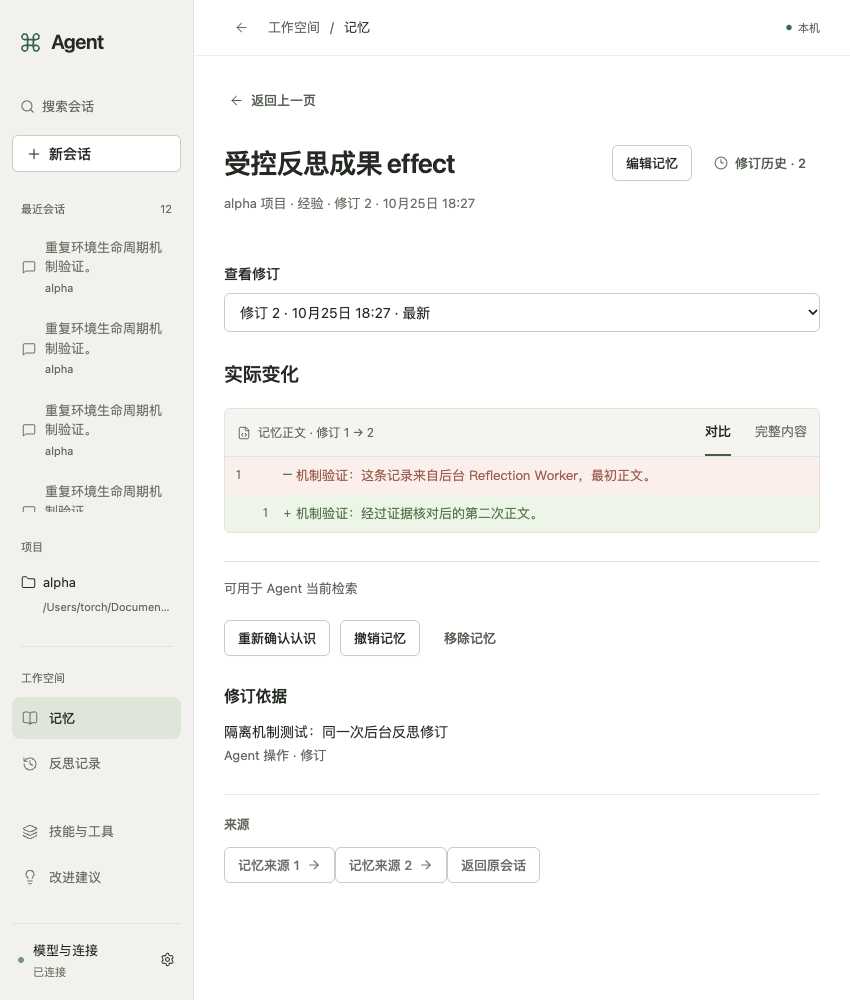 Agent
搜索会话
新会话
最近会话 12
重复环境生命周期机
制验证。
alpha
重复环境生命周期机
制验证。
alpha
重复环境生命周期机
制验证。
alpha
重复环境生命周期机
制验证
项目
alpha
/Users/torch/Documen...
工作空间
记忆
反思记录
技能与工具
改进建议
模型与连接
已连接
← 工作空间 / 记忆
本机
← 返回上一页
受控反思成果 effect
编辑记忆
修订历史 · 2
alpha 项目 · 经验 · 修订 2 · 10月25日 18:27
查看修订
修订 2 · 10月25日 18:27 · 最新
实际变化
记忆正文 · 修订 1 → 2
对比
完整内容
1 − 机制验证：这条记录来自后台 Reflection Worker，最初正文。
1 + 机制验证：经过证据核对后的第二次正文。
可用于 Agent 当前检索
重新确认认识
撤销记忆
移除记忆
修订依据
隔离机制测试：同一次后台反思修订
Agent 操作 · 修订
来源
记忆来源 1 →
记忆来源 2 →
返回原会话